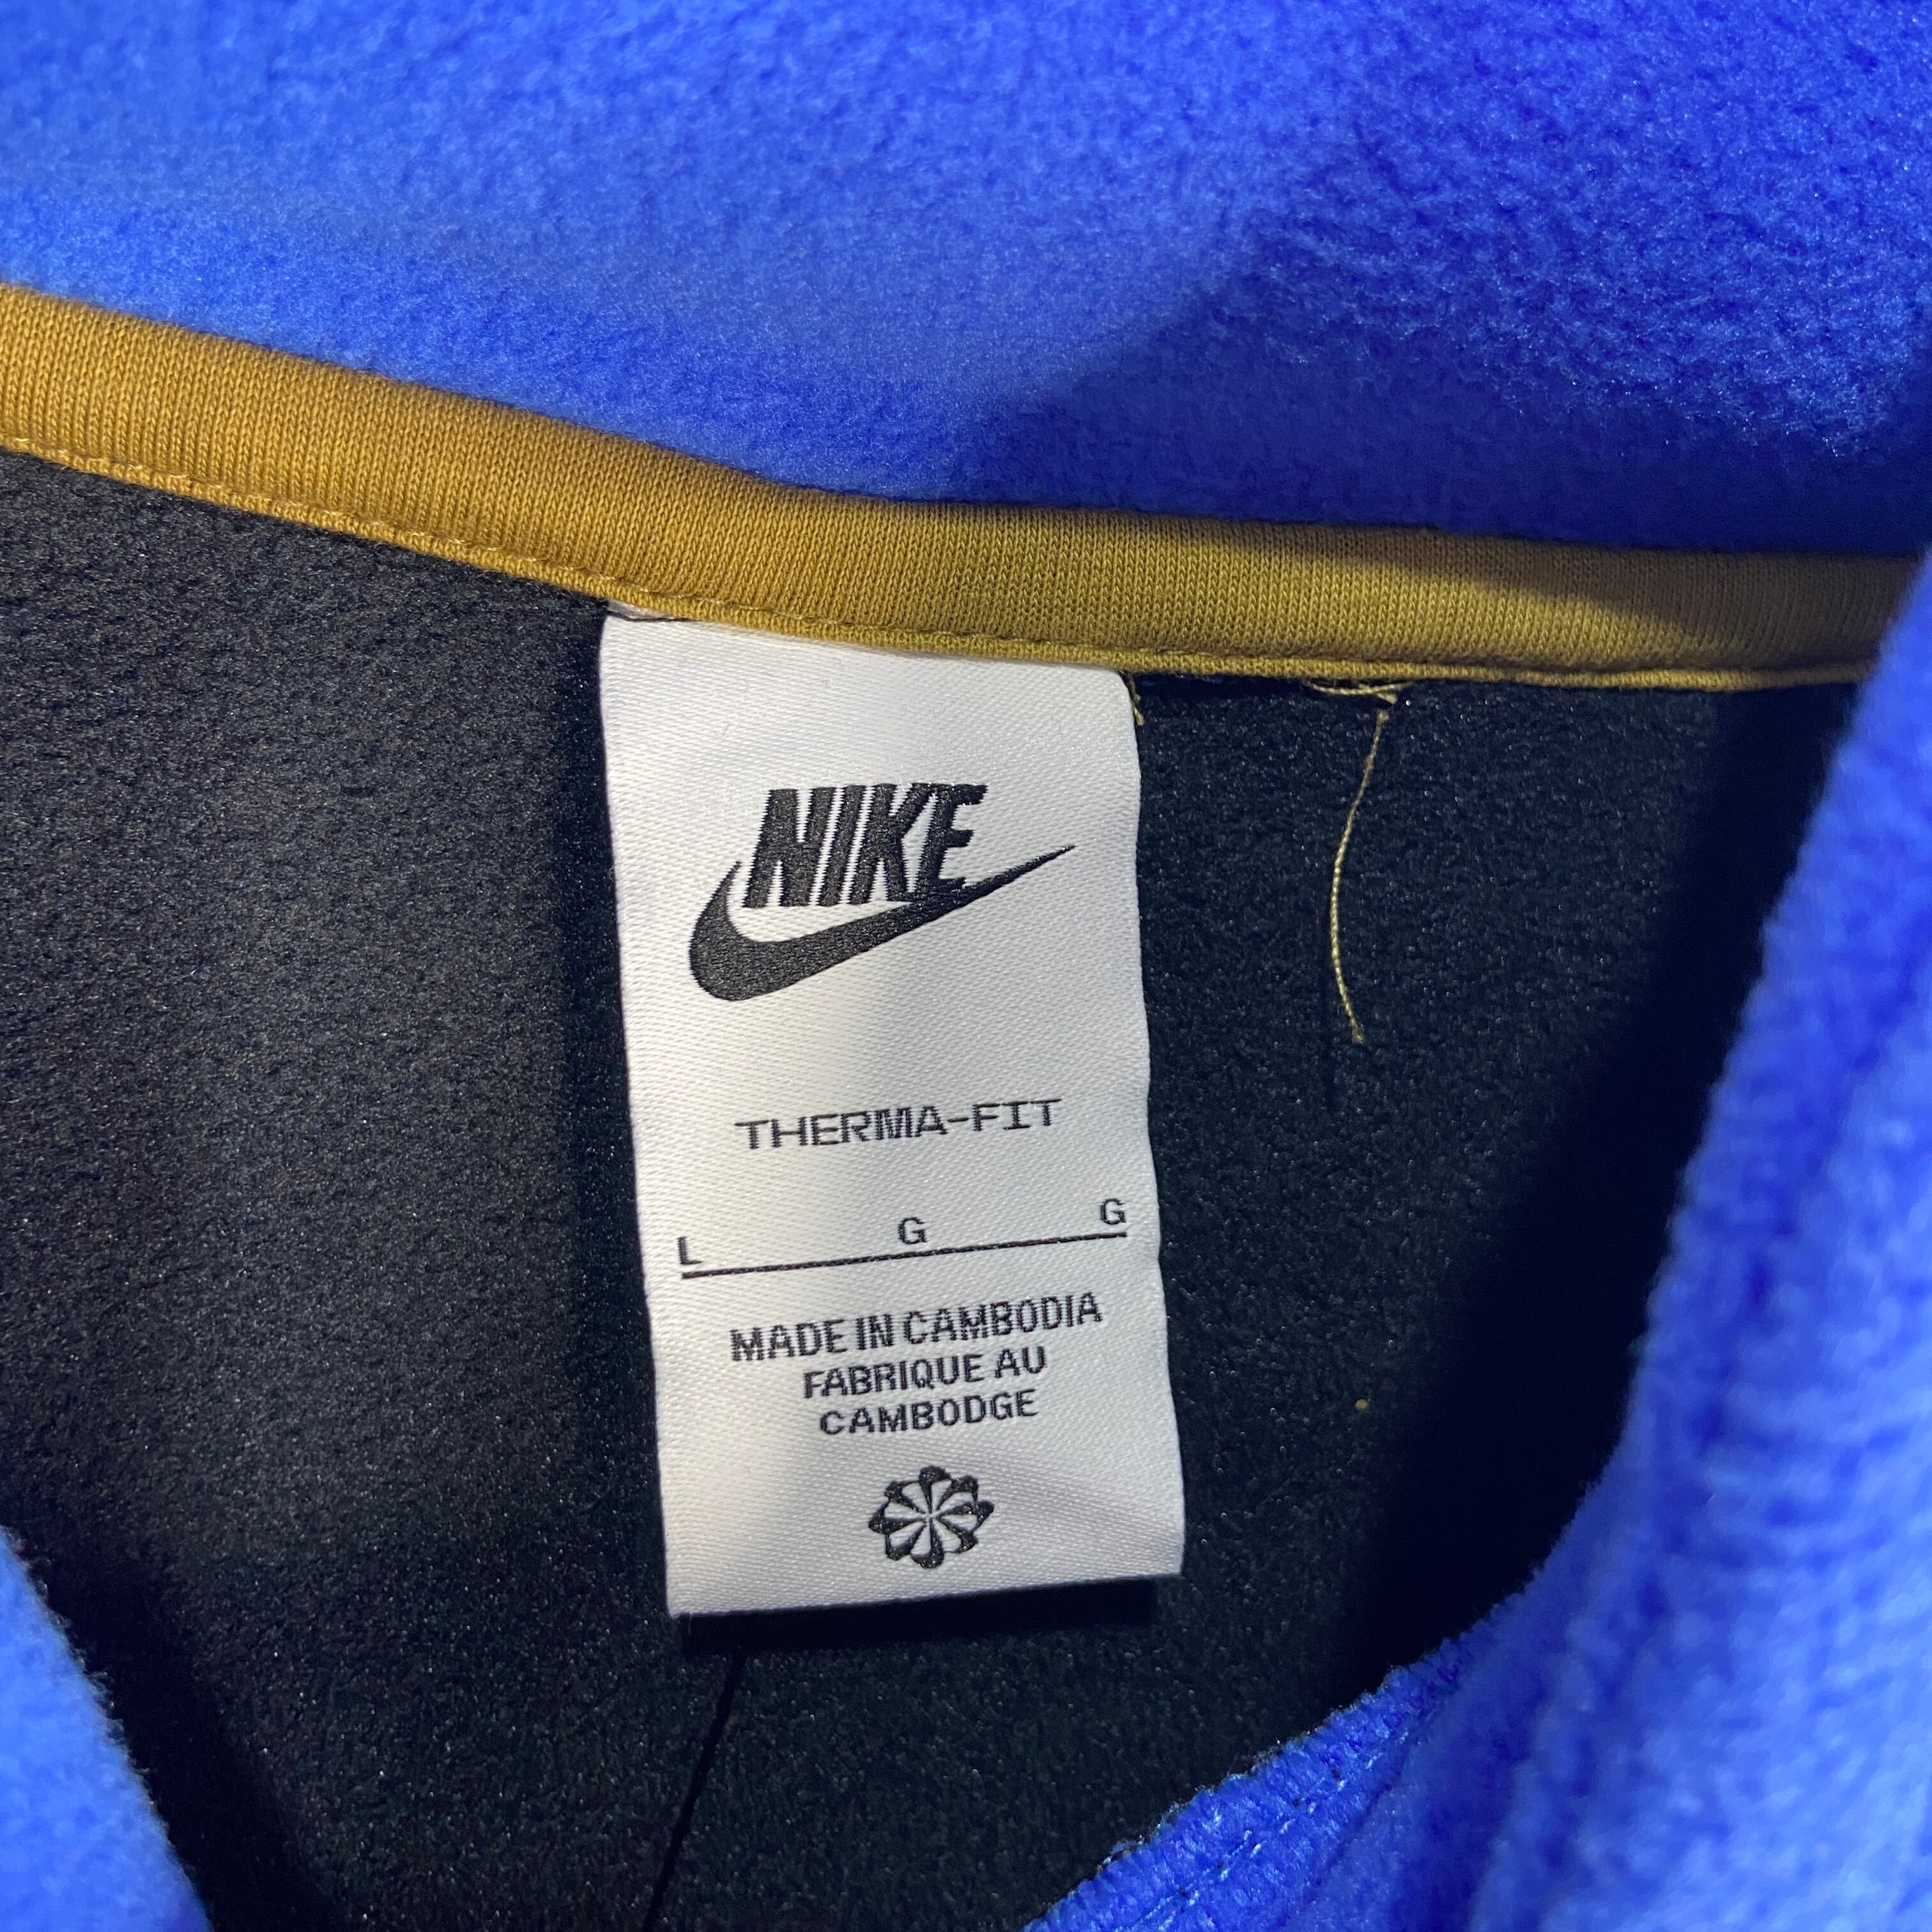 NIKE
THERMA-FIT
L G G
MADE IN CAMBODIA
FABRIQUE AU
CAMBODGE